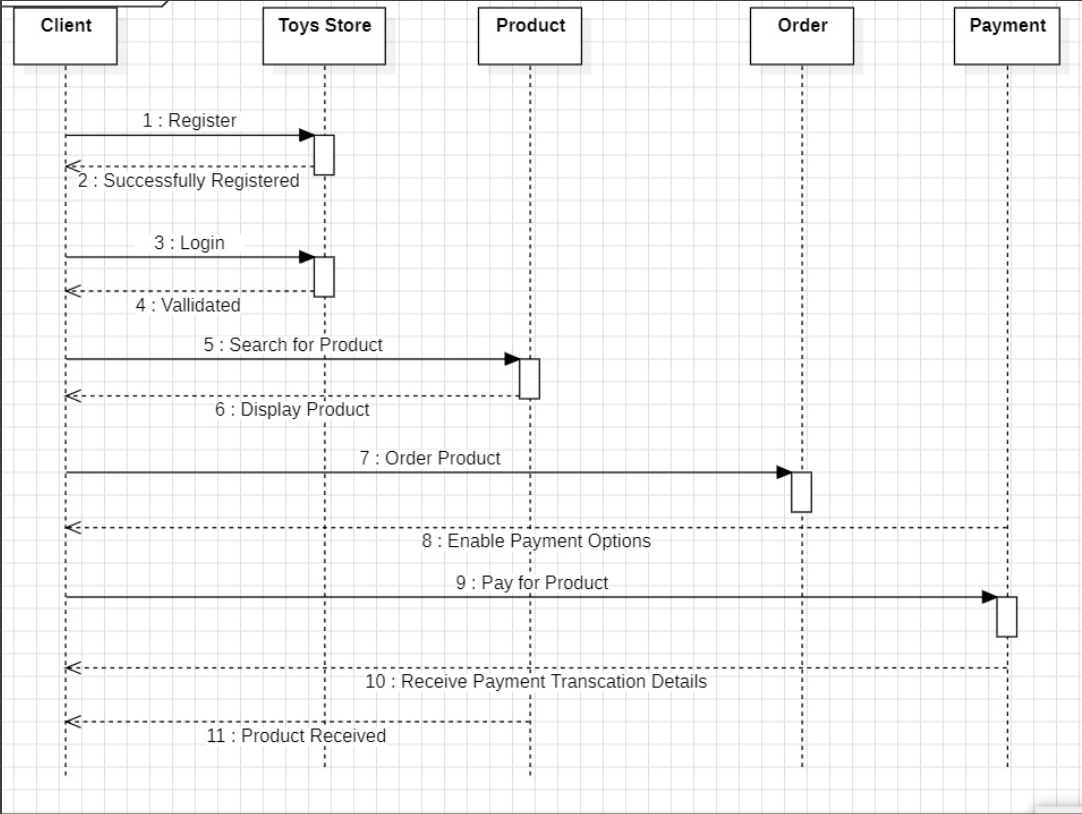 Client
Toys Store
Product
Order
Payment
1 : Register
2 : Successfully Registered
3 : Login
4 : Vallidated
5 : Search for Product
6 : Display Product
7 : Order Product
8 : Enable Payment Options
9 : Pay for Product
10 : Receive Payment Transcation Details
11 : Product Received